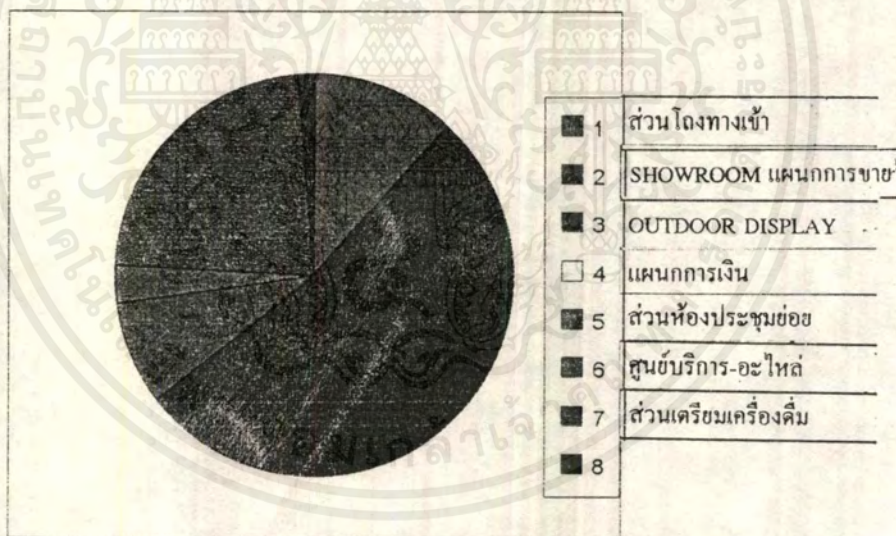 1 ส่วนโถงทางเข้า
2 SHOWROOM แผนกการขาย
3 OUTDOOR DISPLAY
4 แผนกการเงิน
5 ส่วนห้องประชุมย่อย
6 ศูนย์บริการ-อะไหล่
7 ส่วนเตรียมเครื่องดื่ม
8